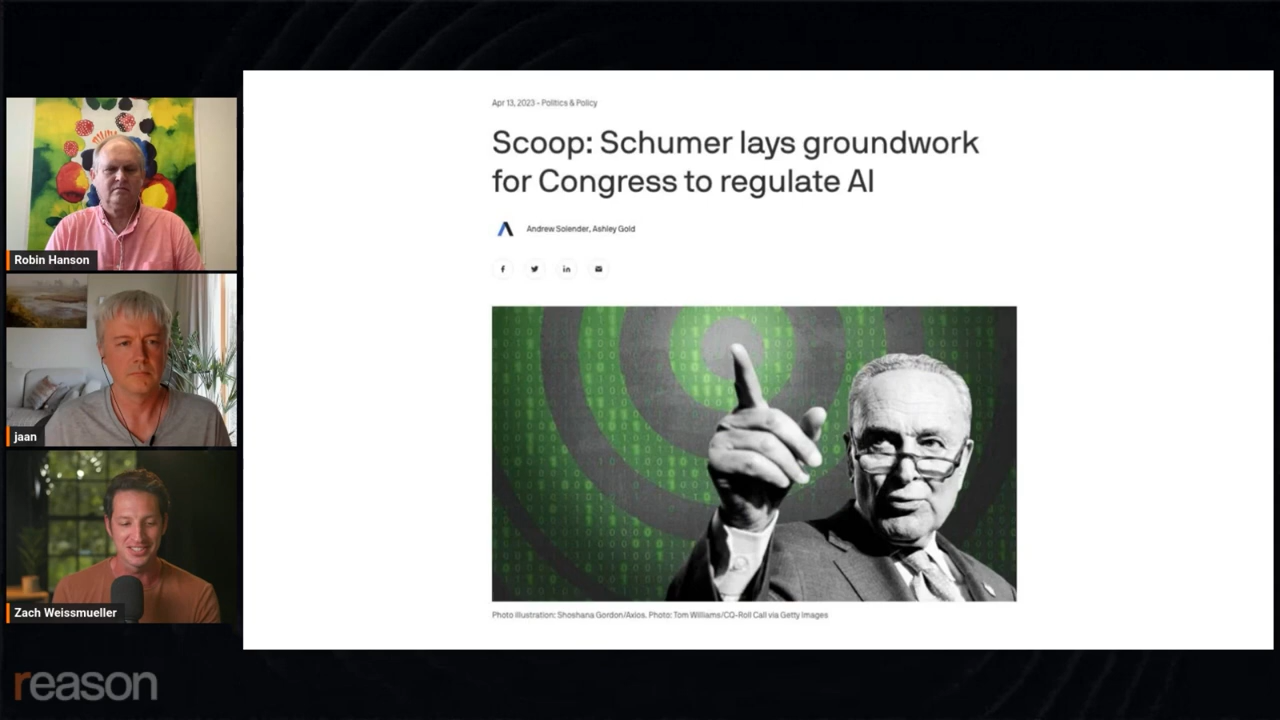 Robin Hanson
jaan
Zach Weissmueller
reason
Apr 13, 2023 - Politics & Policy
Scoop: Schumer lays groundwork
for Congress to regulate AI
Andrew Solender, Ashley Gold
Photo illustration: Shoshana Gordon/Axios. Photo: Tom Williams/CQ-Roll Call via Getty Images